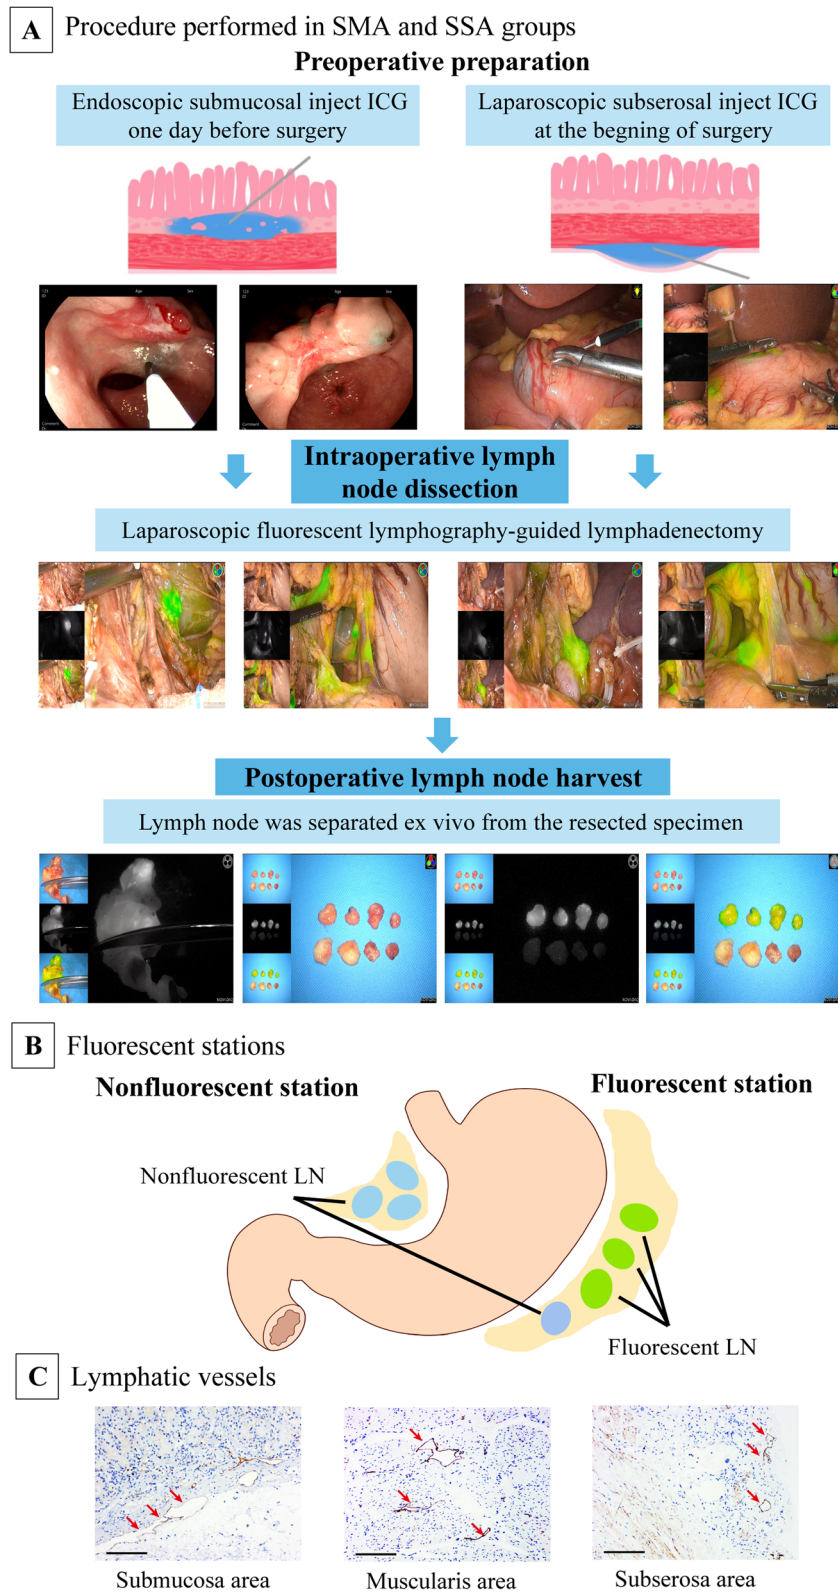 A Procedure performed in SMA and SSA groups
Preoperative preparation
Endoscopic submucosal inject ICG
one day before surgery
Laparoscopic subserosal inject ICG
at the begning of surgery
Intraoperative lymph
node dissection
Laparoscopic fluorescent lymphography-guided lymphadenectomy
Postoperative lymph node harvest
Lymph node was separated ex vivo from the resected specimen
B Fluorescent stations
Nonfluorescent station
Fluorescent station
Nonfluorescent LN
Fluorescent LN
C Lymphatic vessels
Submucosa area
Muscularis area
Subserosa area